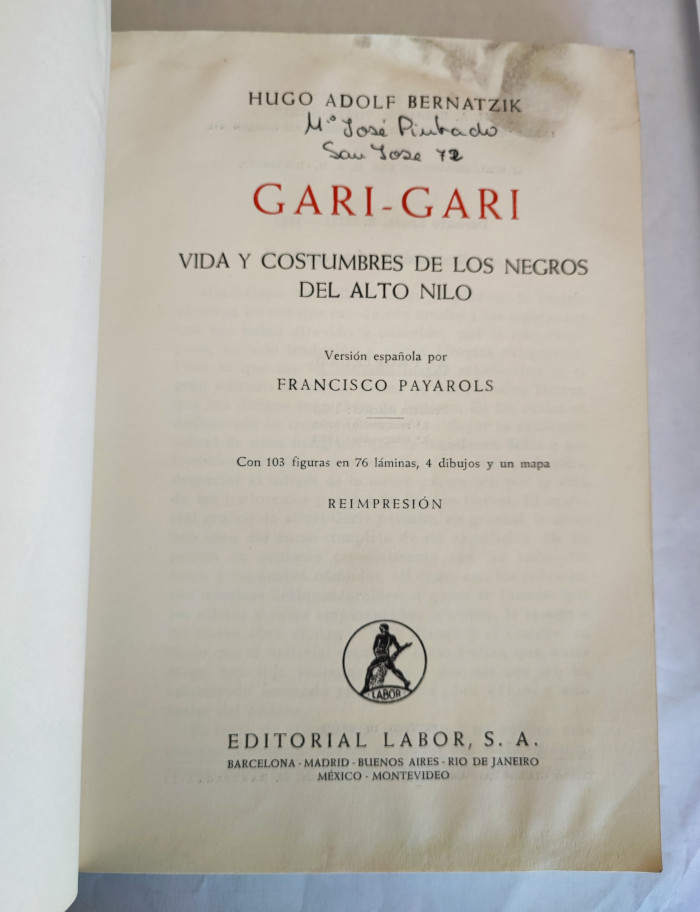 HUGO ADOLF BERNATZIK
Mª José Pintado
San Jose 72
GARI-GARI
VIDA Y COSTUMBRES DE LOS NEGROS
DEL ALTO NILO
Versión española por
FRANCISCO PAYAROLS
Con 103 figuras en 76 láminas, 4 dibujos y un mapa
REIMPRESIÓN
LABOR
EDITORIAL LABOR, S. A.
BARCELONA - MADRID - BUENOS AIRES - RIO DE JANEIRO
MÉXICO - MONTEVIDEO